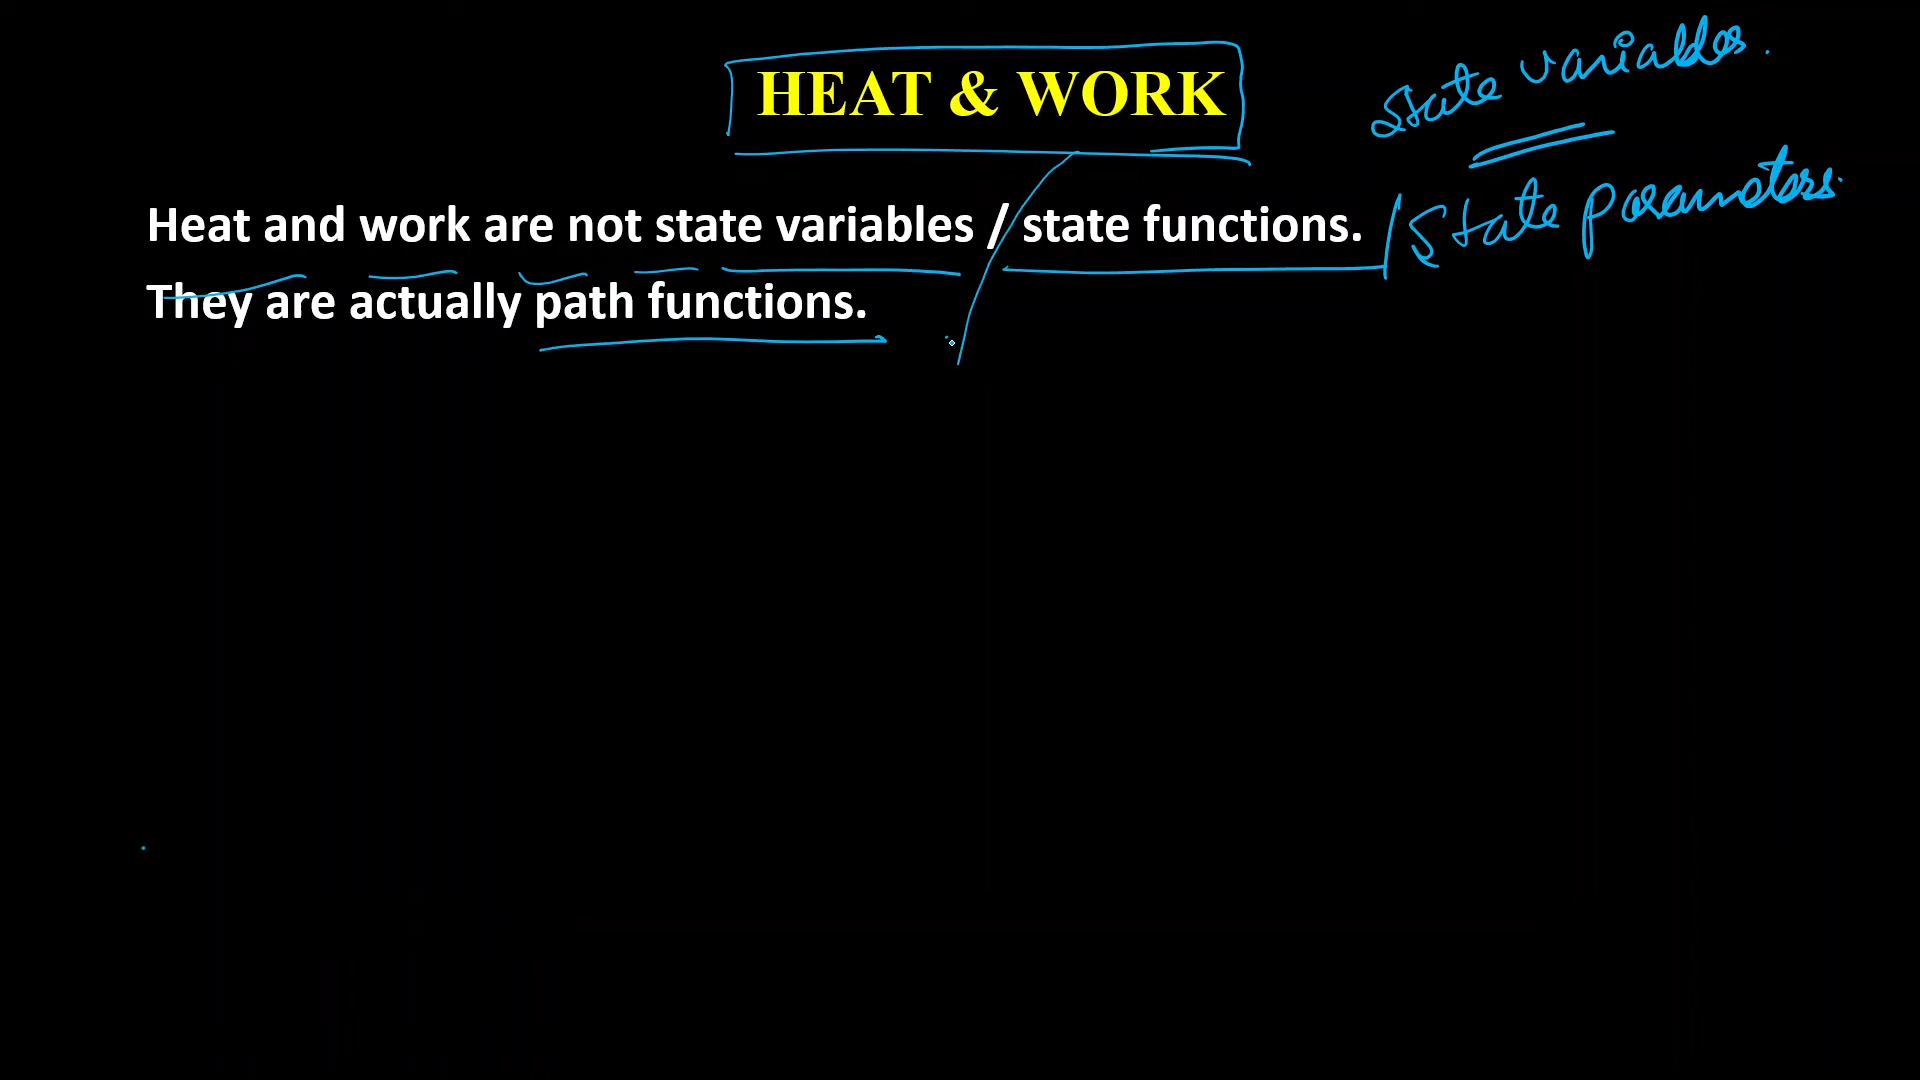 HEAT & WORK
state variables.
Heat and work are not state variables / state functions. / State parameters.
They are actually path functions.